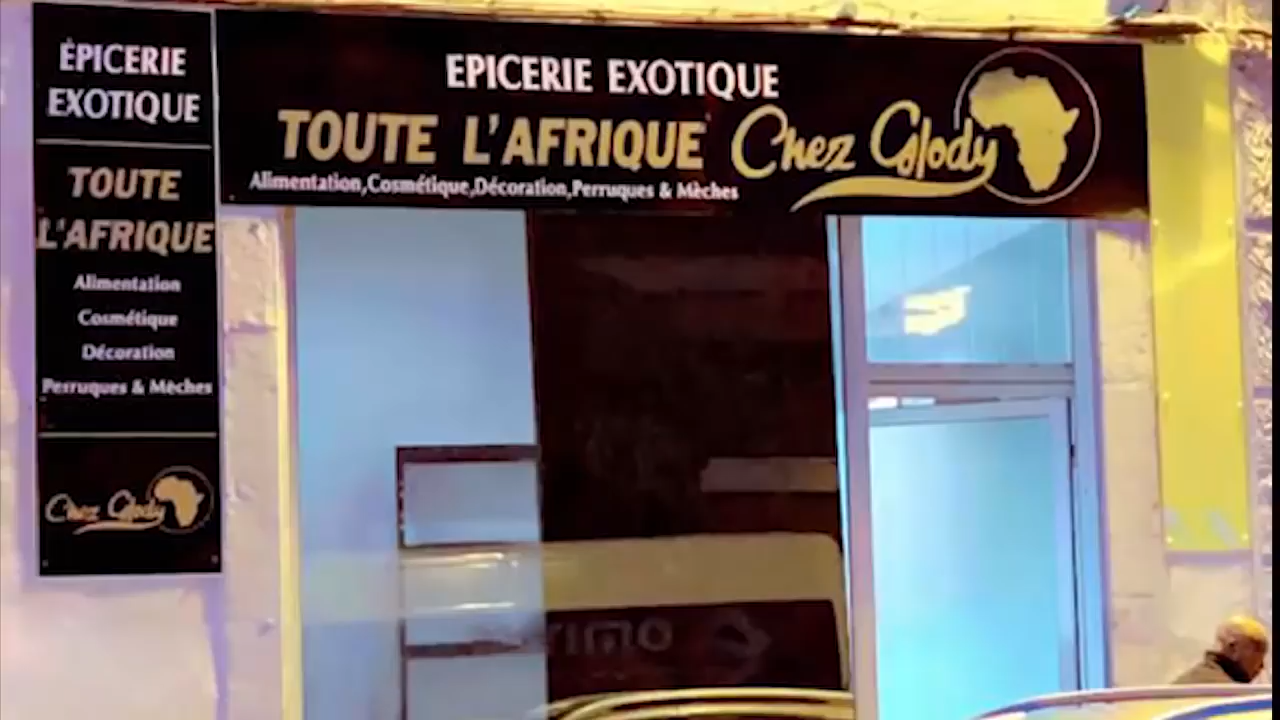 ÉPICERIE
EXOTIQUE
TOUTE
L'AFRIQUE
Alimentation
Cosmétique
Décoration
Perruques & Mèches
Chez Glody
EPICERIE EXOTIQUE
TOUTE L'AFRIQUE Chez Glody
Alimentation,Cosmétique,Décoration,Perruques & Mèches